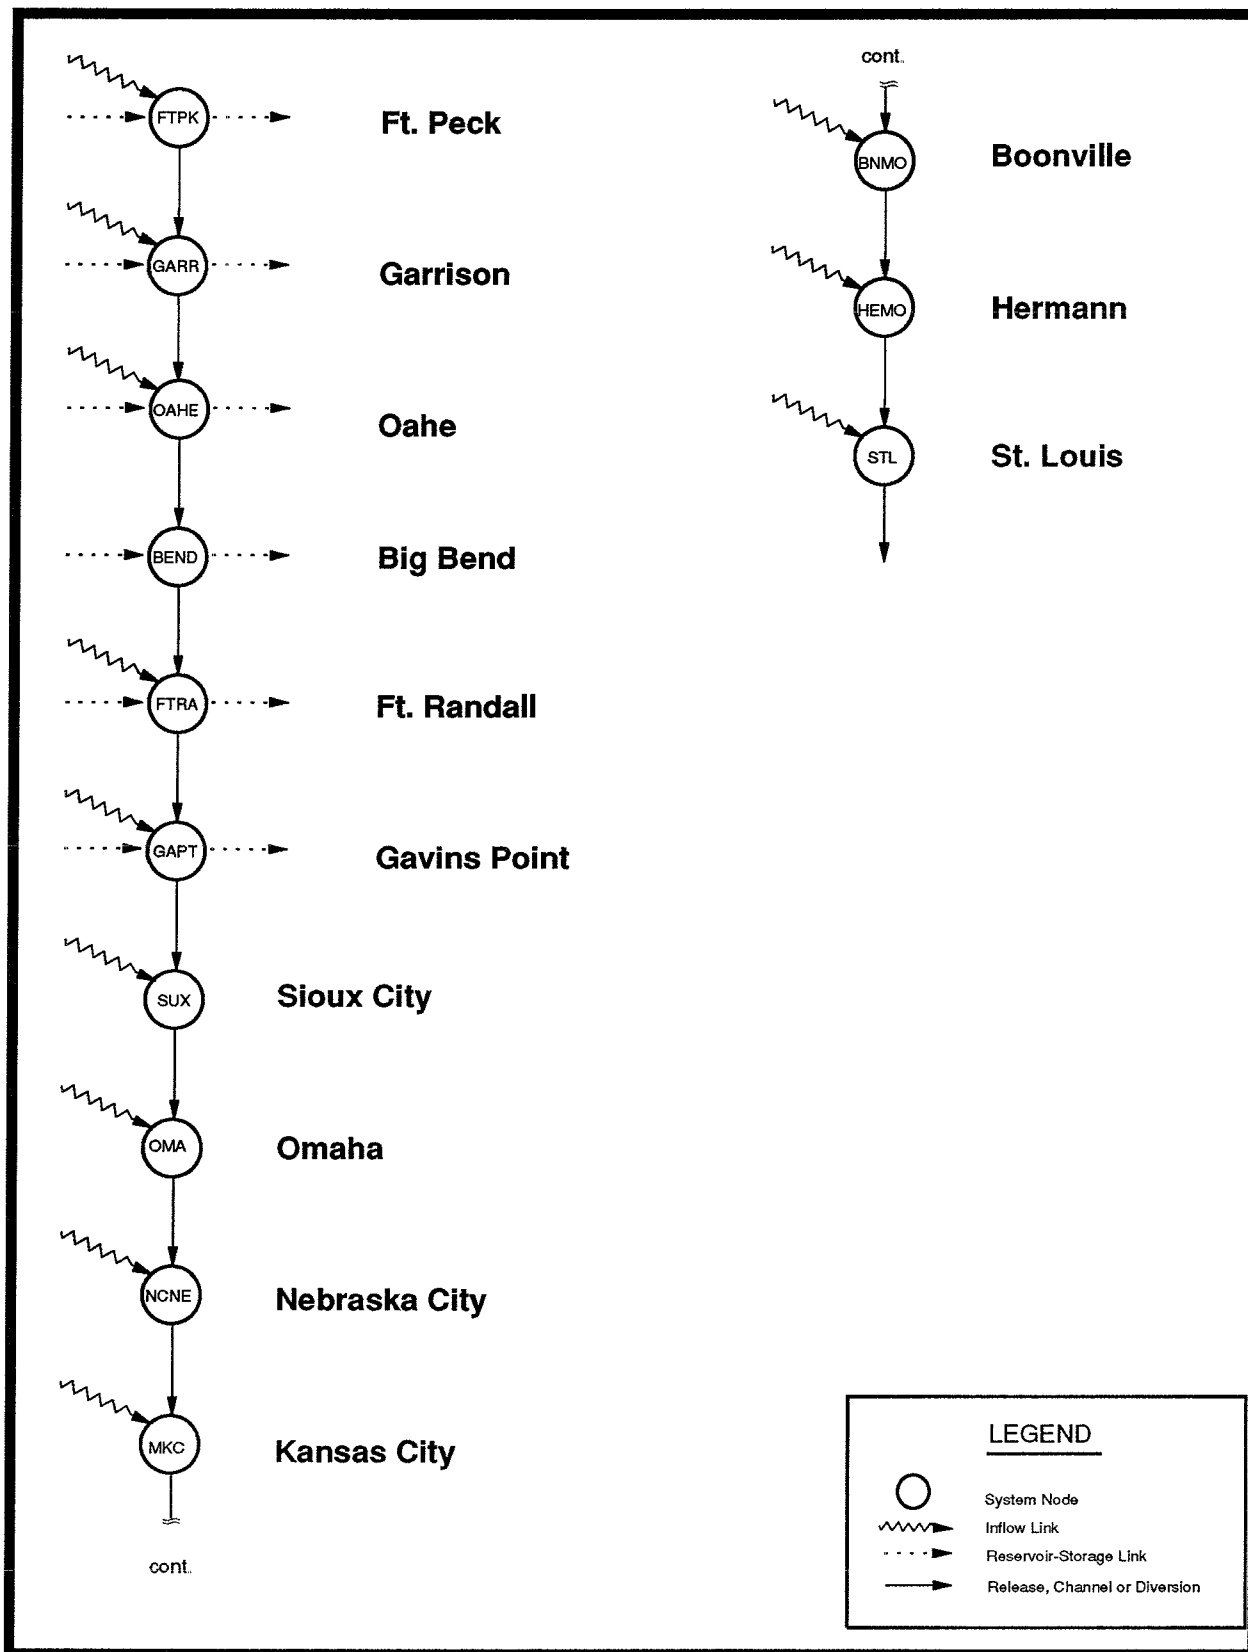 FTPK
Ft. Peck
GARR
Garrison
OAHE
Oahe
BEND
Big Bend
FTRA
Ft. Randall
GAPT
Gavins Point
SUX
Sioux City
OMA
Omaha
NCNE
Nebraska City
MKC
Kansas City
cont.
cont.
BNMO
Boonville
HEMO
Hermann
STL
St. Louis
LEGEND
System Node
Inflow Link
Reservoir-Storage Link
Release, Channel or Diversion